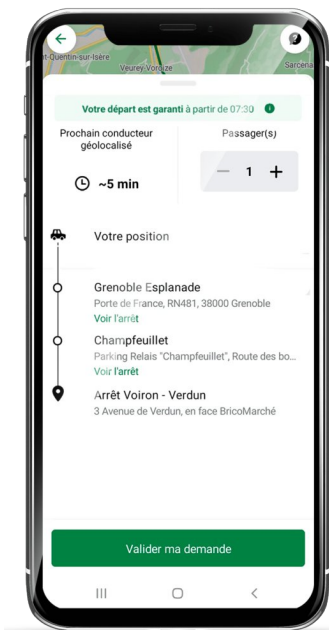 t-Quentin-sur-Isère
Veurey-Voroize
Sarcena
Votre départ est garanti à partir de 07:30
Prochain conducteur
géolocalisé
Passager(s)
~5 min
— 1 +
Votre position
Grenoble Esplanade
Porte de France, RN481, 38000 Grenoble
Voir l'arrêt
Champfeuillet
Parking Relais "Champfeuillet", Route des bo...
Voir l'arrêt
Arrêt Voiron - Verdun
3 Avenue de Verdun, en face BricoMarché
Valider ma demande